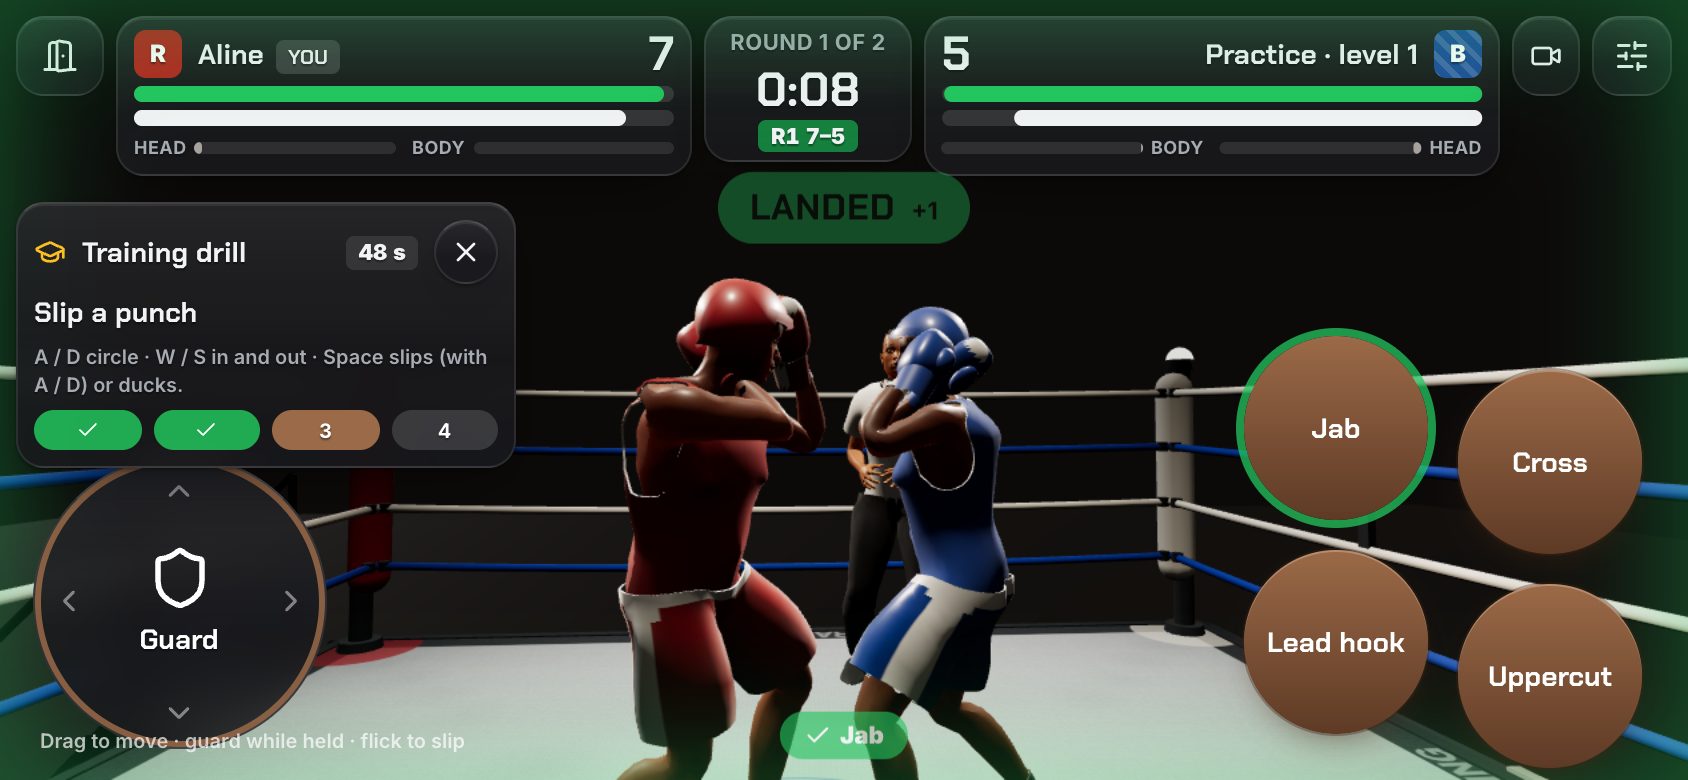 R Aline YOU 7
ROUND 1 OF 2
0:08
R1 7–5
5 Practice · level 1 B
HEAD BODY
BODY HEAD
LANDED +1
Training drill 48 s
Slip a punch
A / D circle · W / S in and out · Space slips (with
A / D) or ducks.
3 4
Guard
Drag to move · guard while held · flick to slip
Jab
Cross
Lead hook
Uppercut
Jab